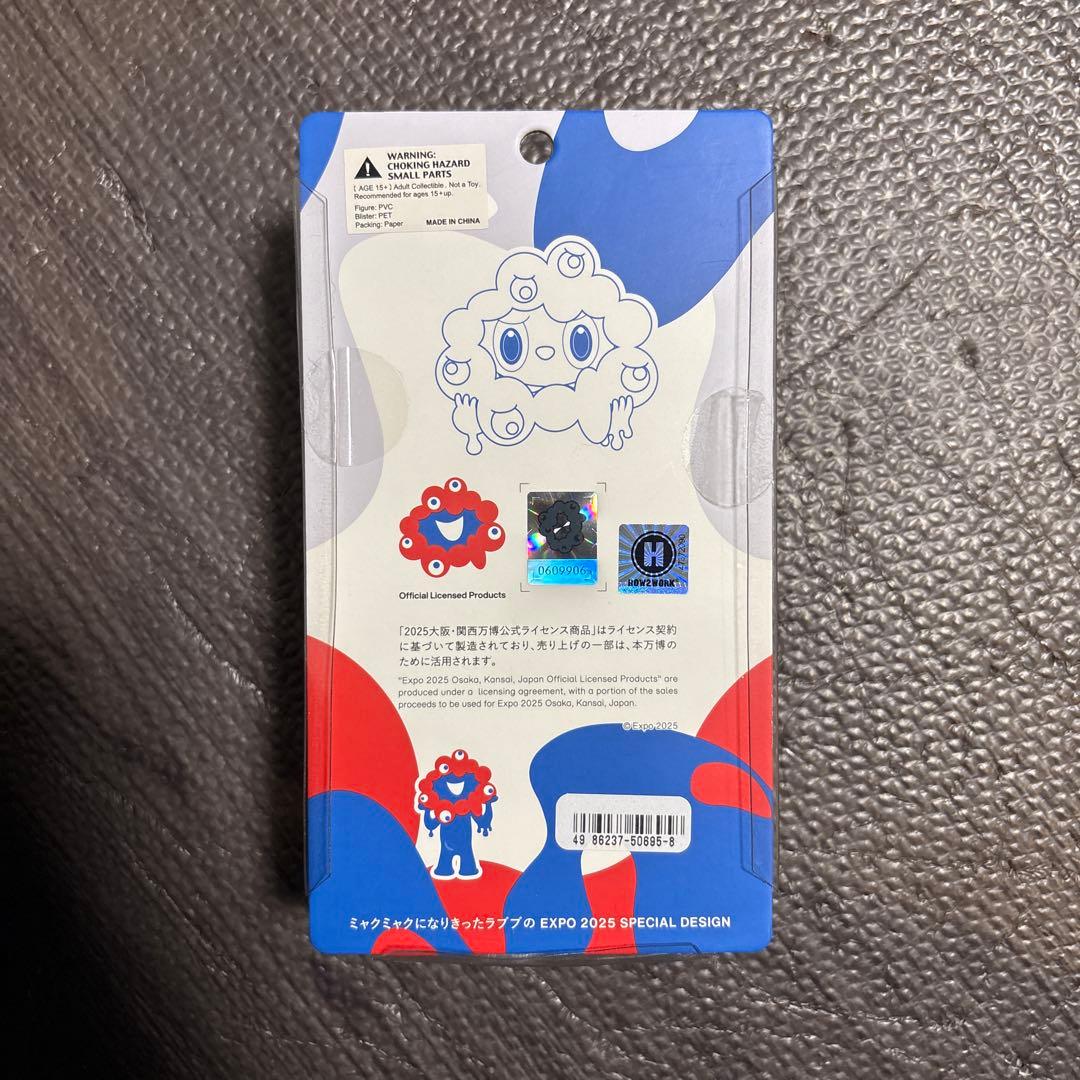 WARNING:
CHOKING HAZARD
SMALL PARTS
[ AGE 15+ ] Adult Collectible. Not a Toy.
Recommended for ages 15+up.
Figure: PVC
Blister: PET
Packing: Paper
MADE IN CHINA
0609906
H
HOW2WORK
Official Licensed Products
「2025大阪・関西万博公式ライセンス商品」はライセンス契約
に基づいて製造されており、売り上げの一部は、本万博の
ために活用されます。
"Expo 2025 Osaka, Kansai, Japan Official Licensed Products" are
produced under a licensing agreement, with a portion of the sales
proceeds to be used for Expo 2025 Osaka, Kansai, Japan.
©Expo 2025
49 86237-50695-8
ミャクミャクになりきったラブブの EXPO 2025 SPECIAL DESIGN